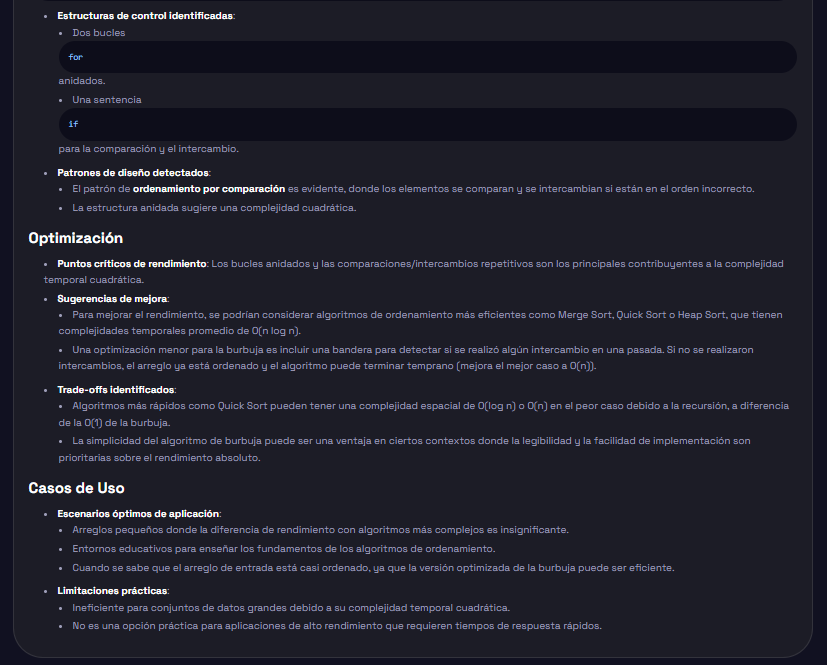 • Estructuras de control identificadas:
• Dos bucles
for
anidados.
• Una sentencia
if
para la comparación y el intercambio.
• Patrones de diseño detectados:
• El patrón de ordenamiento por comparación es evidente, donde los elementos se comparan y se intercambian si están en el orden incorrecto.
• La estructura anidada sugiere una complejidad cuadrática.
Optimización
• Puntos críticos de rendimiento: Los bucles anidados y las comparaciones/intercambios repetitivos son los principales contribuyentes a la complejidad
temporal cuadrática.
• Sugerencias de mejora:
• Para mejorar el rendimiento, se podrían considerar algoritmos de ordenamiento más eficientes como Merge Sort, Quick Sort o Heap Sort, que tienen
complejidades temporales promedio de O(n log n).
• Una optimización menor para la burbuja es incluir una bandera para detectar si se realizó algún intercambio en una pasada. Si no se realizaron
intercambios, el arreglo ya está ordenado y el algoritmo puede terminar temprano (mejora el mejor caso a O(n)).
• Trade-offs identificados:
• Algoritmos más rápidos como Quick Sort pueden tener una complejidad espacial de O(log n) o O(n) en el peor caso debido a la recursión, a diferencia
de la O(1) de la burbuja.
• La simplicidad del algoritmo de burbuja puede ser una ventaja en ciertos contextos donde la legibilidad y la facilidad de implementación son
prioritarias sobre el rendimiento absoluto.
Casos de Uso
• Escenarios óptimos de aplicación:
• Arreglos pequeños donde la diferencia de rendimiento con algoritmos más complejos es insignificante.
• Entornos educativos para enseñar los fundamentos de los algoritmos de ordenamiento.
• Cuando se sabe que el arreglo de entrada está casi ordenado, ya que la versión optimizada de la burbuja puede ser eficiente.
• Limitaciones prácticas:
• Ineficiente para conjuntos de datos grandes debido a su complejidad temporal cuadrática.
• No es una opción práctica para aplicaciones de alto rendimiento que requieren tiempos de respuesta rápidos.